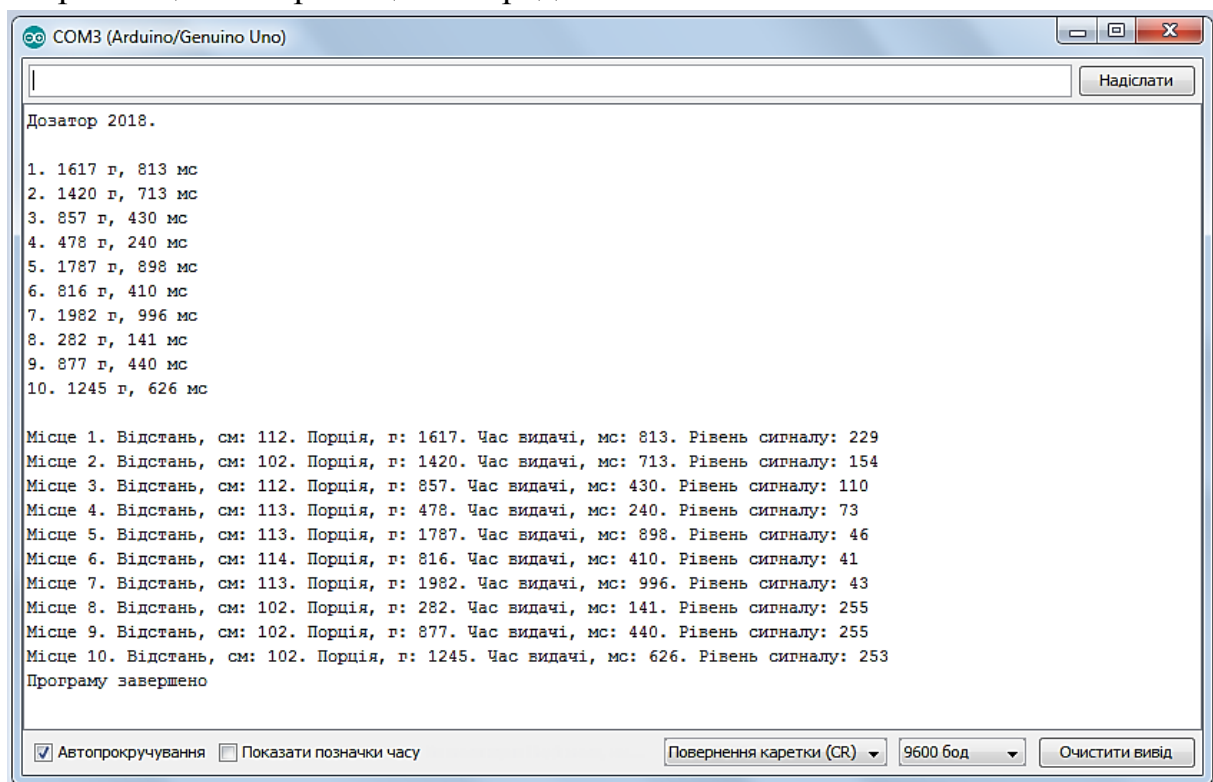 COM3 (Arduino/Genuino Uno)
Надіслати
Дозатор 2018.
1. 1617 г, 813 мс
2. 1420 г, 713 мс
3. 857 г, 430 мс
4. 478 г, 240 мс
5. 1787 г, 898 мс
6. 816 г, 410 мс
7. 1982 г, 996 мс
8. 282 г, 141 мс
9. 877 г, 440 мс
10. 1245 г, 626 мс
Місце 1. Відстань, см: 112. Порція, г: 1617. Час видачі, мс: 813. Рівень сигналу: 229
Місце 2. Відстань, см: 102. Порція, г: 1420. Час видачі, мс: 713. Рівень сигналу: 154
Місце 3. Відстань, см: 112. Порція, г: 857. Час видачі, мс: 430. Рівень сигналу: 110
Місце 4. Відстань, см: 113. Порція, г: 478. Час видачі, мс: 240. Рівень сигналу: 73
Місце 5. Відстань, см: 113. Порція, г: 1787. Час видачі, мс: 898. Рівень сигналу: 46
Місце 6. Відстань, см: 114. Порція, г: 816. Час видачі, мс: 410. Рівень сигналу: 41
Місце 7. Відстань, см: 113. Порція, г: 1982. Час видачі, мс: 996. Рівень сигналу: 43
Місце 8. Відстань, см: 102. Порція, г: 282. Час видачі, мс: 141. Рівень сигналу: 255
Місце 9. Відстань, см: 102. Порція, г: 877. Час видачі, мс: 440. Рівень сигналу: 255
Місце 10. Відстань, см: 102. Порція, г: 1245. Час видачі, мс: 626. Рівень сигналу: 253
Програму завершено
Автопрокручування Показати позначки часу Повернення каретки (CR) 9600 бод Очистити вивід